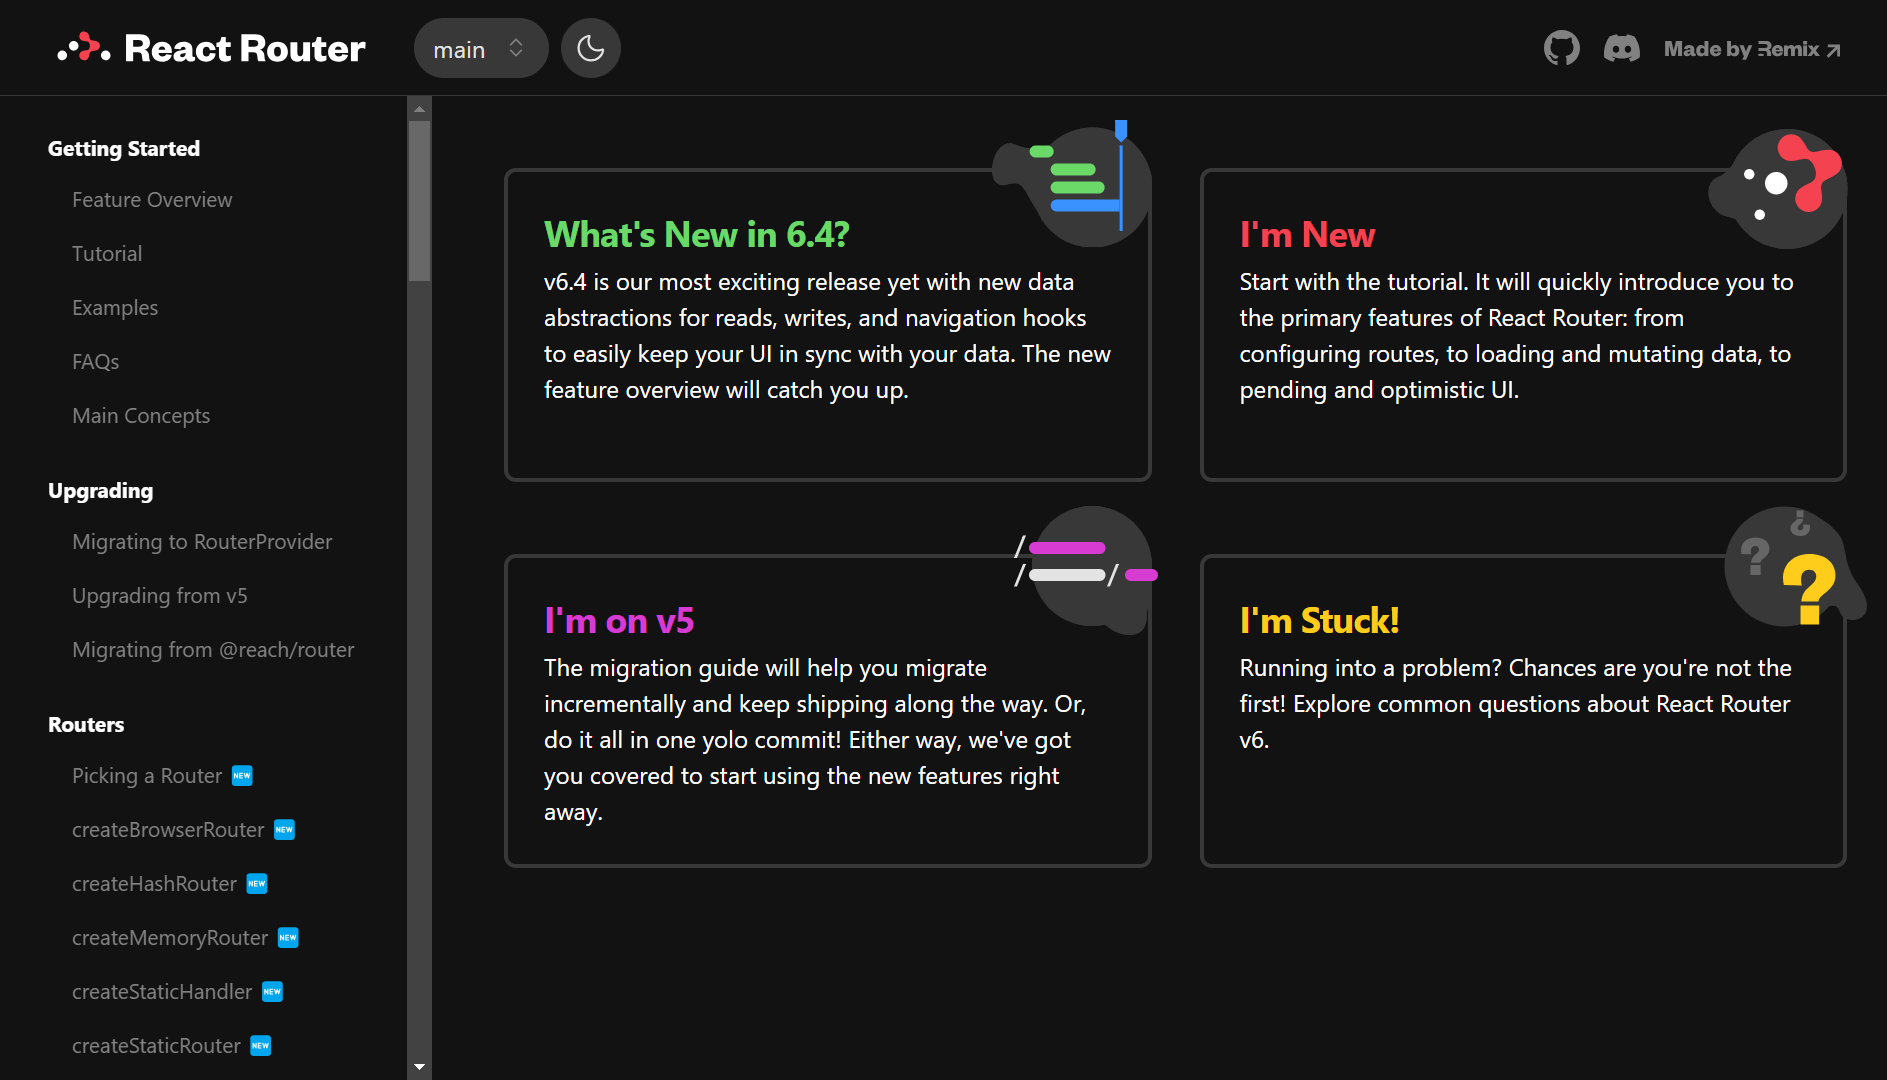 React Router
main
Made by Remix
Getting Started
Feature Overview
Tutorial
Examples
FAQs
Main Concepts
Upgrading
Migrating to RouterProvider
Upgrading from v5
Migrating from @reach/router
Routers
Picking a Router NEW
createBrowserRouter NEW
createHashRouter NEW
createMemoryRouter NEW
createStaticHandler NEW
createStaticRouter NEW
What's New in 6.4?
v6.4 is our most exciting release yet with new data
abstractions for reads, writes, and navigation hooks
to easily keep your UI in sync with your data. The new
feature overview will catch you up.
I'm New
Start with the tutorial. It will quickly introduce you to
the primary features of React Router: from
configuring routes, to loading and mutating data, to
pending and optimistic UI.
I'm on v5
The migration guide will help you migrate
incrementally and keep shipping along the way. Or,
do it all in one yolo commit! Either way, we've got
you covered to start using the new features right
away.
I'm Stuck!
Running into a problem? Chances are you're not the
first! Explore common questions about React Router
v6.